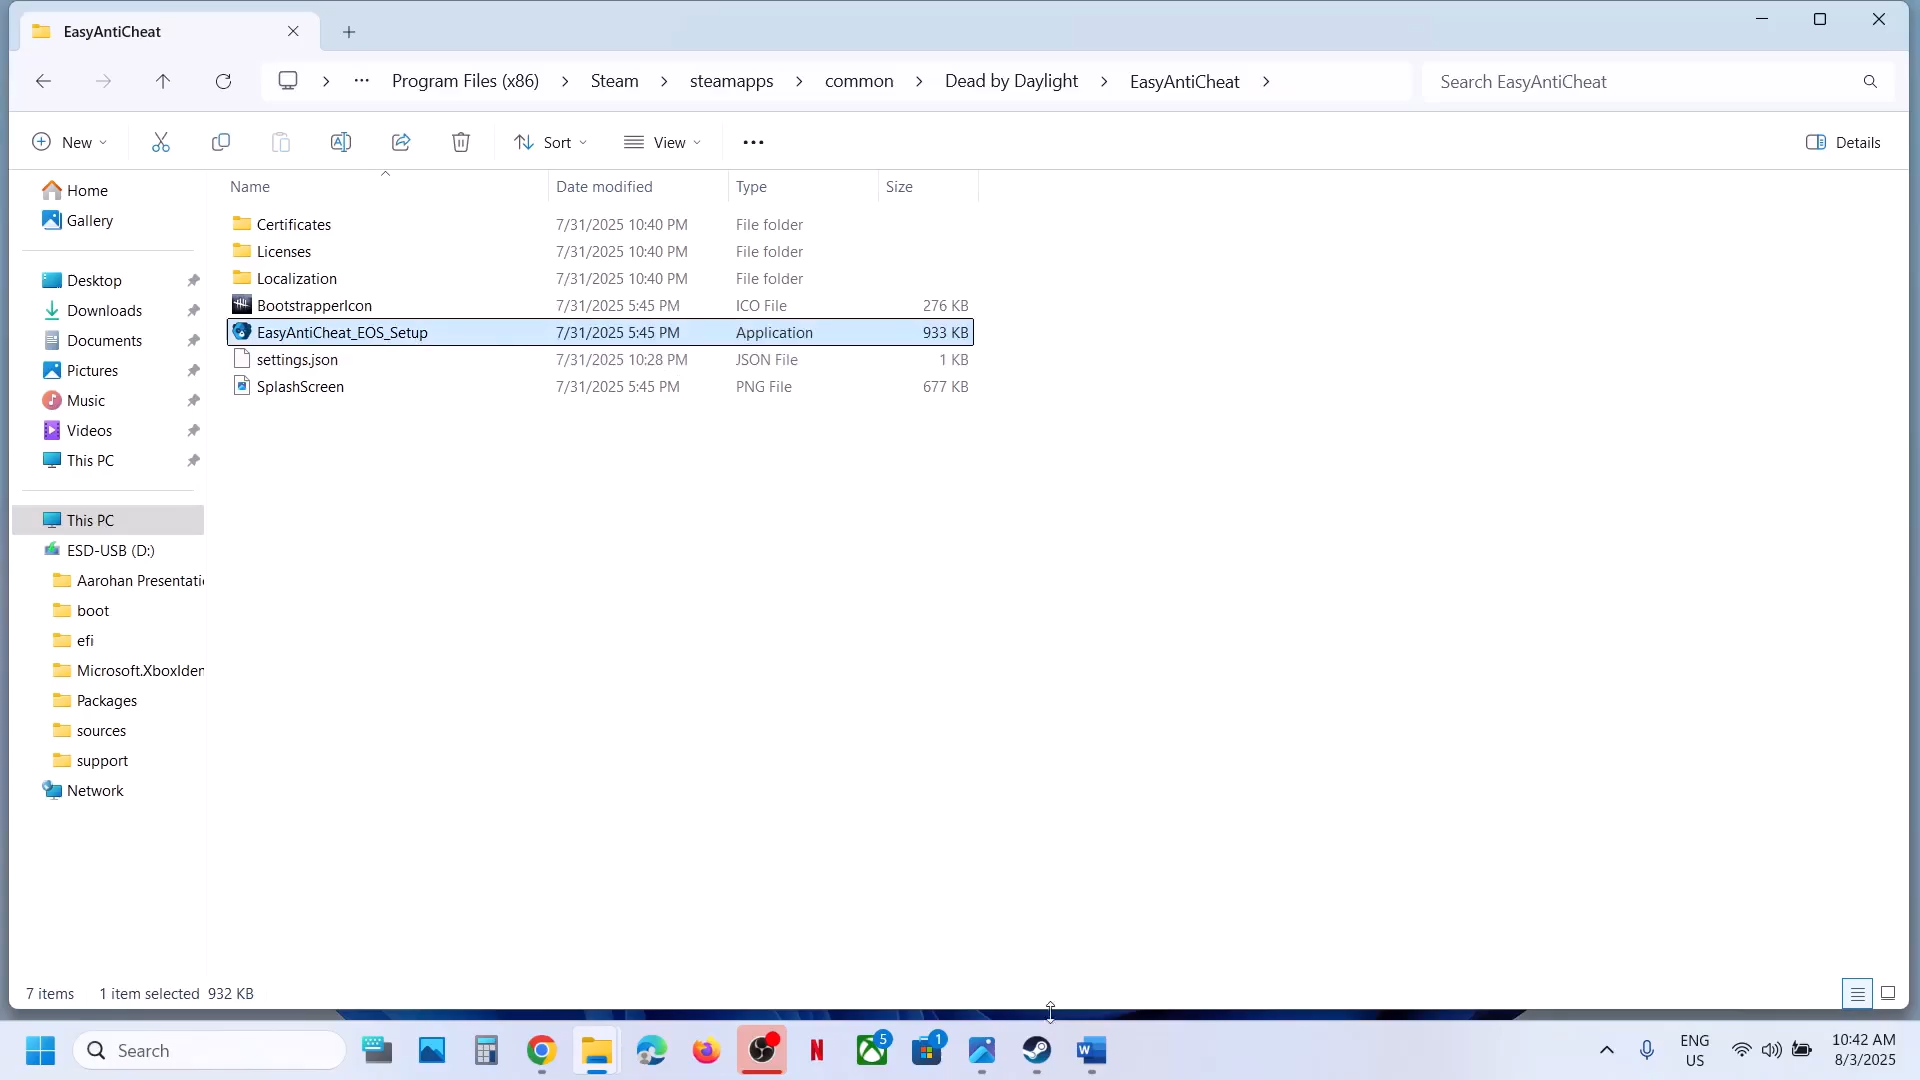 EasyAntiCheat
Program Files (x86) Steam steamapps common Dead by Daylight EasyAntiCheat
Search EasyAntiCheat
New Sort View Details
Name Date modified Type Size
Home
Gallery
Desktop
Downloads
Documents
Pictures
Music
Videos
This PC
This PC
ESD-USB (D:)
Aarohan Presentati
boot
efi
Microsoft.XboxIden
Packages
sources
support
Network
Certificates 7/31/2025 10:40 PM File folder
Licenses 7/31/2025 10:40 PM File folder
Localization 7/31/2025 10:40 PM File folder
BootstrapperIcon 7/31/2025 5:45 PM ICO File 276 KB
EasyAntiCheat_EOS_Setup 7/31/2025 5:45 PM Application 933 KB
settings.json 7/31/2025 10:28 PM JSON File 1 KB
SplashScreen 7/31/2025 5:45 PM PNG File 677 KB
7 items 1 item selected 932 KB
Search
N
5
1
W
ENG
US
10:42 AM
8/3/2025